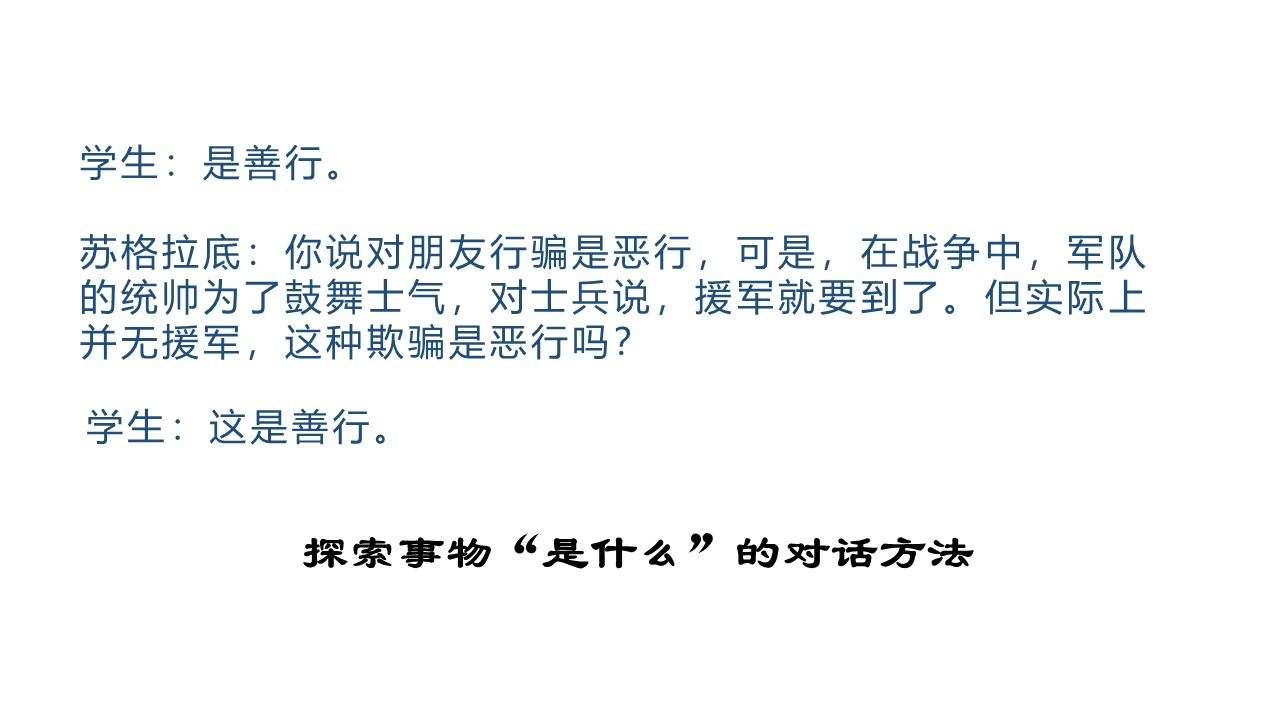 学生：是善行。
苏格拉底：你说对朋友行骗是恶行，可是，在战争中，军队
的统帅为了鼓舞士气，对士兵说，援军就要到了。但实际上
并无援军，这种欺骗是恶行吗？
学生：这是善行。
探索事物“是什么”的对话方法